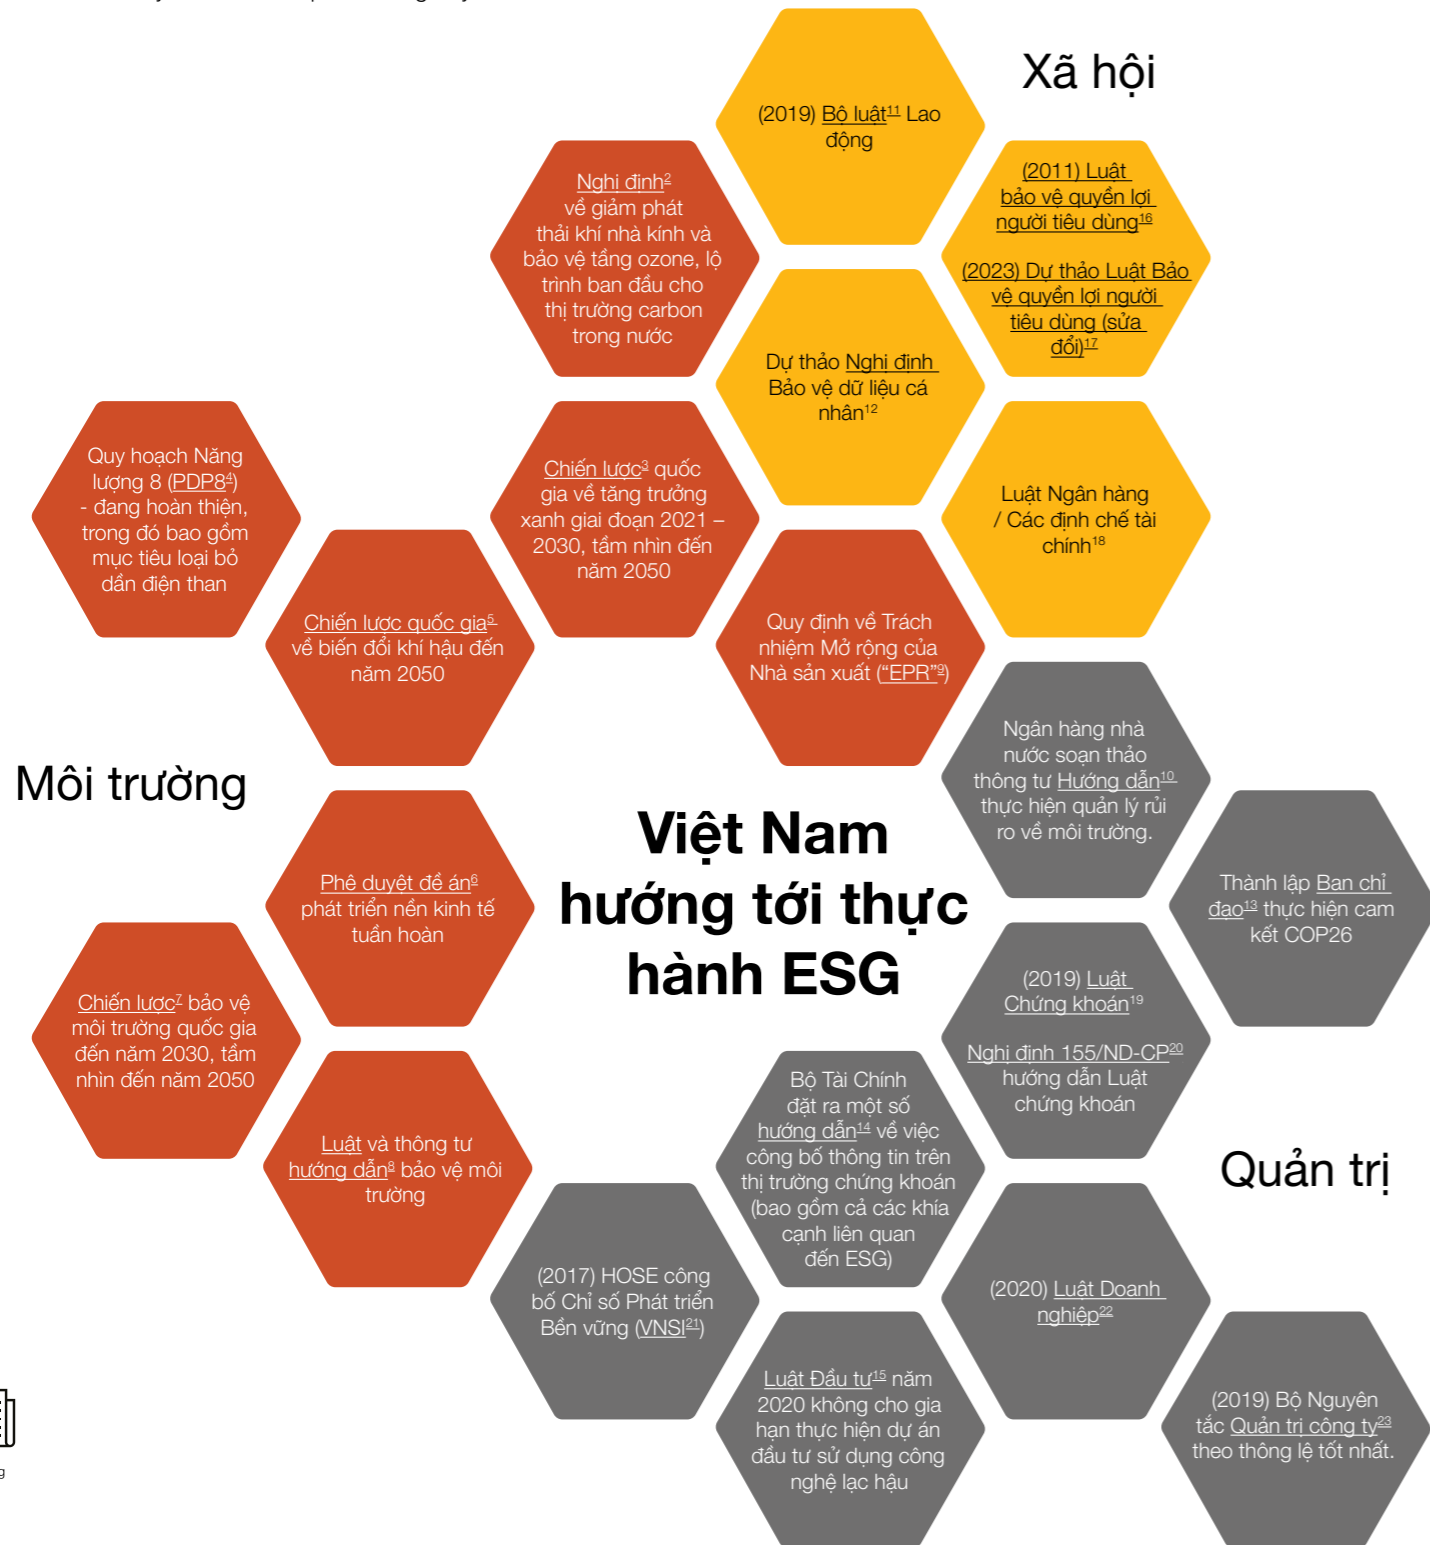 Xã hội
(2019) Bộ luật¹¹ Lao
động
(2011) Luật
bảo vệ quyền lợi
người tiêu dùng¹⁶
(2023) Dự thảo Luật Bảo
vệ quyền lợi người
tiêu dùng (sửa
đổi)¹⁷
Nghị định²
về giảm phát
thải khí nhà kính và
bảo vệ tầng ozone, lộ
trình ban đầu cho
thị trường carbon
trong nước
Dự thảo Nghị định
Bảo vệ dữ liệu cá
nhân¹²
Quy hoạch Năng
lượng 8 (PDP8⁴)
- đang hoàn thiện,
trong đó bao gồm
mục tiêu loại bỏ
dần điện than
Chiến lược³ quốc
gia về tăng trưởng
xanh giai đoạn 2021 –
2030, tầm nhìn đến
năm 2050
Luật Ngân hàng
/ Các định chế tài
chính¹⁸
Chiến lược quốc gia⁵
về biến đổi khí hậu đến
năm 2050
Quy định về Trách
nhiệm Mở rộng của
Nhà sản xuất (“EPR”⁹)
Ngân hàng nhà
nước soạn thảo
thông tư Hướng dẫn¹⁰
thực hiện quản lý rủi
ro về môi trường.
Môi trường
Việt Nam
hướng tới thực
hành ESG
Phê duyệt đề án⁶
phát triển nền kinh tế
tuần hoàn
Thành lập Ban chỉ
đạo¹³ thực hiện cam
kết COP26
Chiến lược⁷ bảo vệ
môi trường quốc gia
đến năm 2030, tầm
nhìn đến năm 2050
(2019) Luật
Chứng khoán¹⁹
Nghị định 155/ND-CP²⁰
hướng dẫn Luật
chứng khoán
Bộ Tài Chính
đặt ra một số
hướng dẫn¹⁴ về việc
công bố thông tin trên
thị trường chứng khoán
(bao gồm cả các khía
cạnh liên quan
đến ESG)
Luật và thông tư
hướng dẫn⁸ bảo vệ môi
trường
Quản trị
(2017) HOSE công
bố Chỉ số Phát triển
Bền vững (VNSI²¹)
(2020) Luật Doanh
nghiệp²²
Luật Đầu tư¹⁵ năm
2020 không cho gia
hạn thực hiện dự án
đầu tư sử dụng công
nghệ lạc hậu
(2019) Bộ Nguyên
tắc Quản trị công ty²³
theo thông lệ tốt nhất.